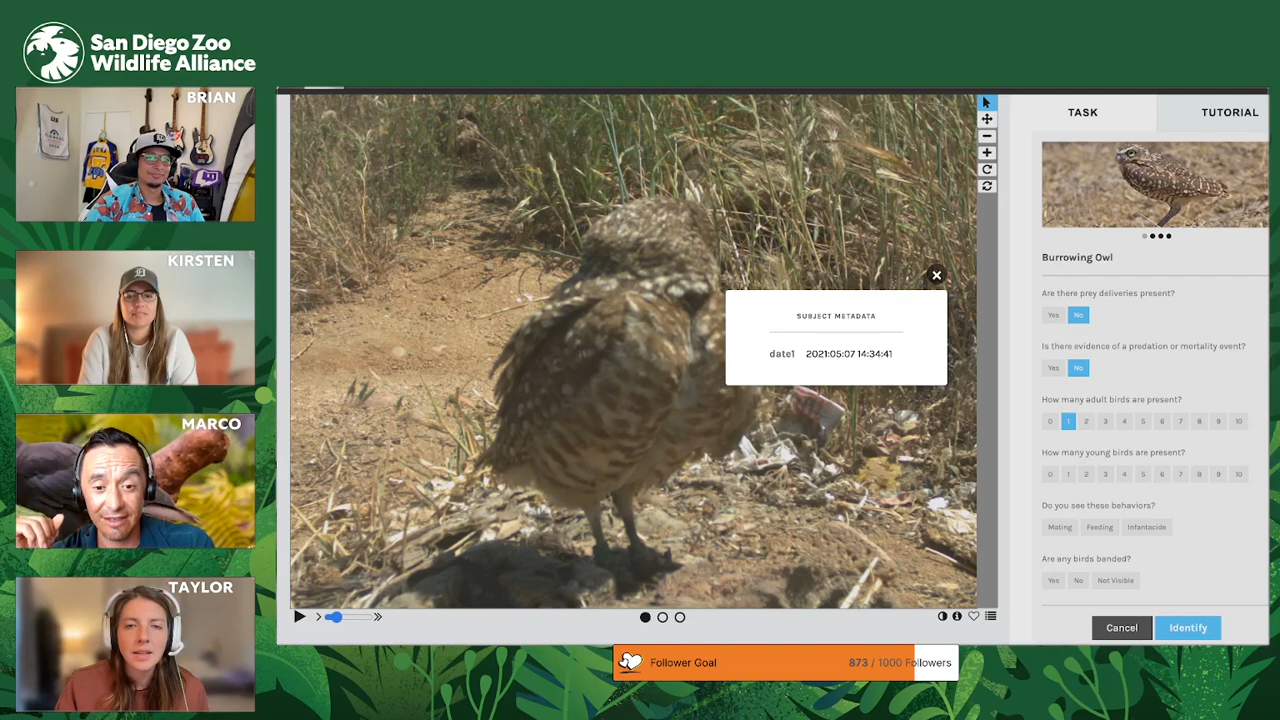 San Diego Zoo
Wildlife Alliance
BRIAN
KIRSTEN
MARCO
TAYLOR
SUBJECT METADATA
date1 2021:05:07 14:34:41
TASK
TUTORIAL
Burrowing Owl
Are there prey deliveries present?
Yes No
Is there evidence of a predation or mortality event?
Yes No
How many adult birds are present?
0 1 2 3 4 5 6 7 8 9 10
How many young birds are present?
0 1 2 3 4 5 6 7 8 9 10
Do you see these behaviors?
Mating Feeding Infantacide
Are any birds banded?
Yes No Not Visible
Cancel Identify
Follower Goal 873 / 1000 Followers